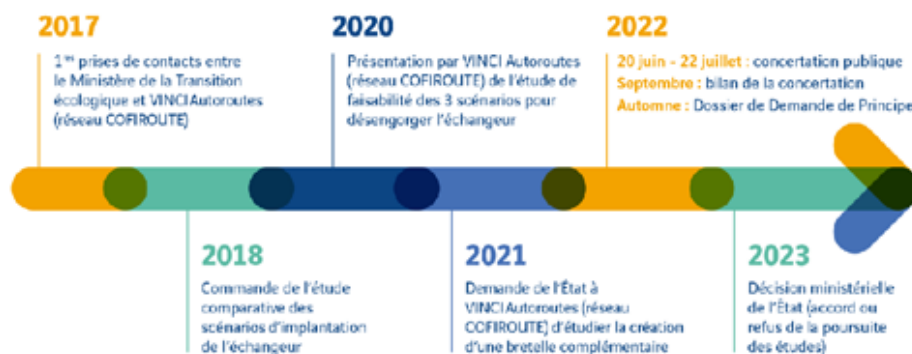 2017
1ères prises de contacts entre
le Ministère de la Transition
écologique et VINCI Autoroutes
(réseau COFIROUTE)
2018
Commande de l'étude
comparative des
scénarios d'implantation
de l'échangeur
2020
Présentation par VINCI Autoroutes
(réseau COFIROUTE) de l'étude de
faisabilité des 3 scénarios pour
désengorger l'échangeur
2021
Demande de l'État à
VINCI Autoroutes (réseau
COFIROUTE) d'étudier la création
d'une bretelle complémentaire
2022
20 juin - 22 juillet : concertation publique
Septembre : bilan de la concertation
Automne : Dossier de Demande de Principe
2023
Décision ministérielle
de l'État (accord ou
refus de la poursuite
des études)